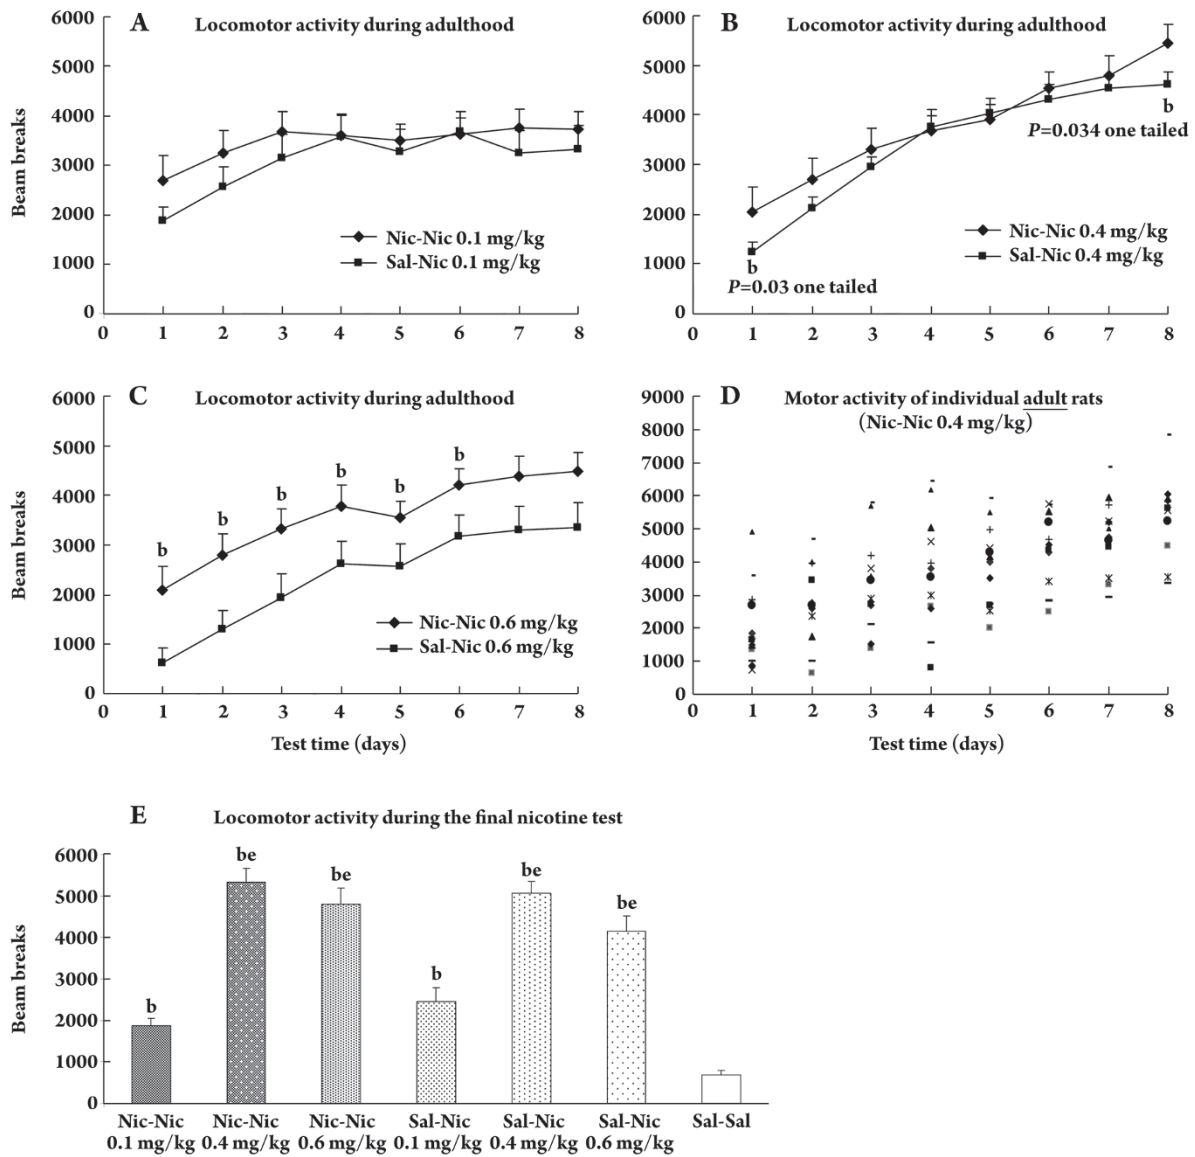 A Locomotor activity during adulthood
6000
5000
4000
3000
2000
1000
0
Beam breaks
Nic-Nic 0.1 mg/kg
Sal-Nic 0.1 mg/kg
0 1 2 3 4 5 6 7 8
B Locomotor activity during adulthood
6000
5000
4000
3000
2000
1000
0
b
P=0.034 one tailed
Nic-Nic 0.4 mg/kg
Sal-Nic 0.4 mg/kg
b
P=0.03 one tailed
0 1 2 3 4 5 6 7 8
C Locomotor activity during adulthood
6000
5000
4000
3000
2000
1000
0
Beam breaks
b b b b b b
Nic-Nic 0.6 mg/kg
Sal-Nic 0.6 mg/kg
0 1 2 3 4 5 6 7 8
Test time (days)
D Motor activity of individual adult rats
(Nic-Nic 0.4 mg/kg)
9000
8000
7000
6000
5000
4000
3000
2000
1000
0
0 1 2 3 4 5 6 7 8
Test time (days)
E Locomotor activity during the final nicotine test
6000
5000
4000
3000
2000
1000
0
Beam breaks
b be be b be be
Nic-Nic Nic-Nic Nic-Nic Sal-Nic Sal-Nic Sal-Nic Sal-Sal
0.1 mg/kg 0.4 mg/kg 0.6 mg/kg 0.1 mg/kg 0.4 mg/kg 0.6 mg/kg